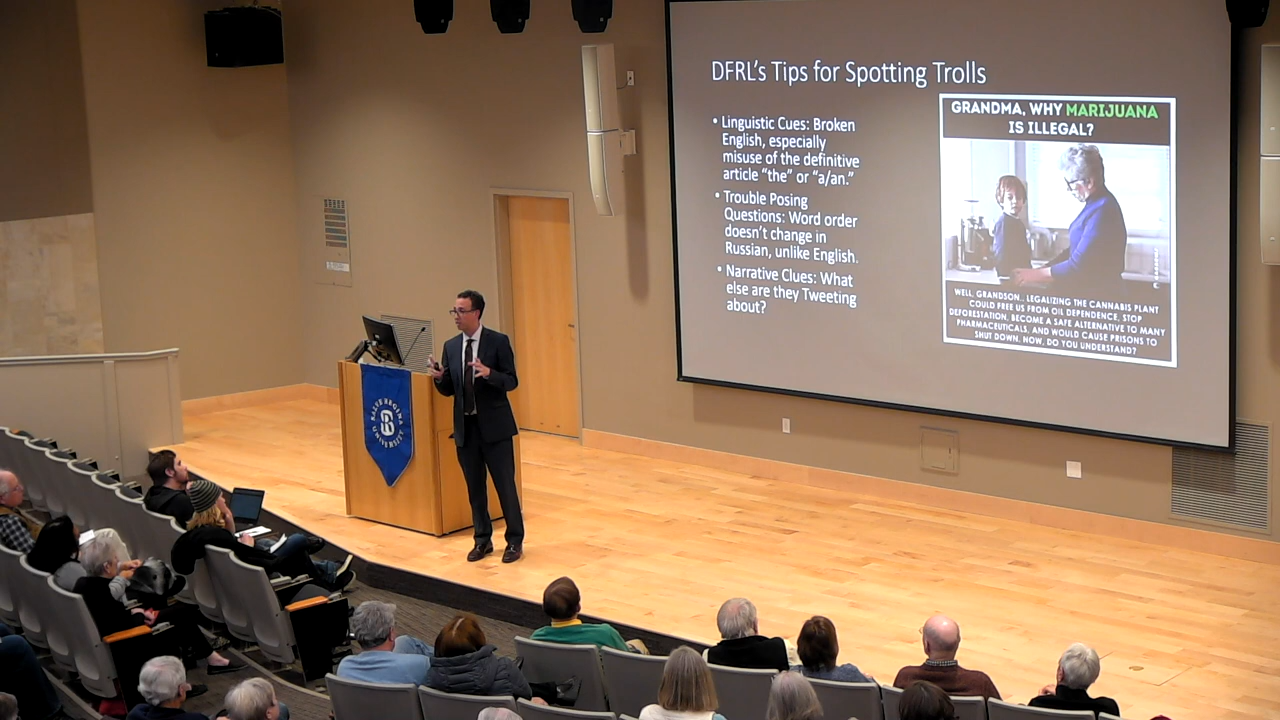 DFRL's Tips for Spotting Trolls
• Linguistic Cues: Broken
English, especially
misuse of the definitive
article “the” or “a/an.”
• Trouble Posing
Questions: Word order
doesn't change in
Russian, unlike English.
• Narrative Clues: What
else are they Tweeting
about?
GRANDMA, WHY MARIJUANA
IS ILLEGAL?
WELL, GRANDSON.. LEGALIZING THE CANNABIS PLANT
COULD FREE US FROM OIL DEPENDENCE, STOP
DEFORESTATION, BECOME A SAFE ALTERNATIVE TO MANY
PHARMACEUTICALS, AND WOULD CAUSE PRISONS TO
SHUT DOWN. NOW, DO YOU UNDERSTAND?
SALVE REGINA
UNIVERSITY